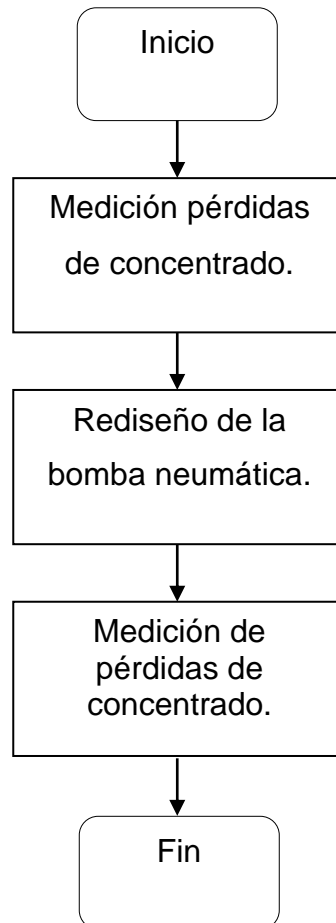 Inicio
Medición pérdidas
de concentrado.
Rediseño de la
bomba neumática.
Medición de
pérdidas de
concentrado.
Fin